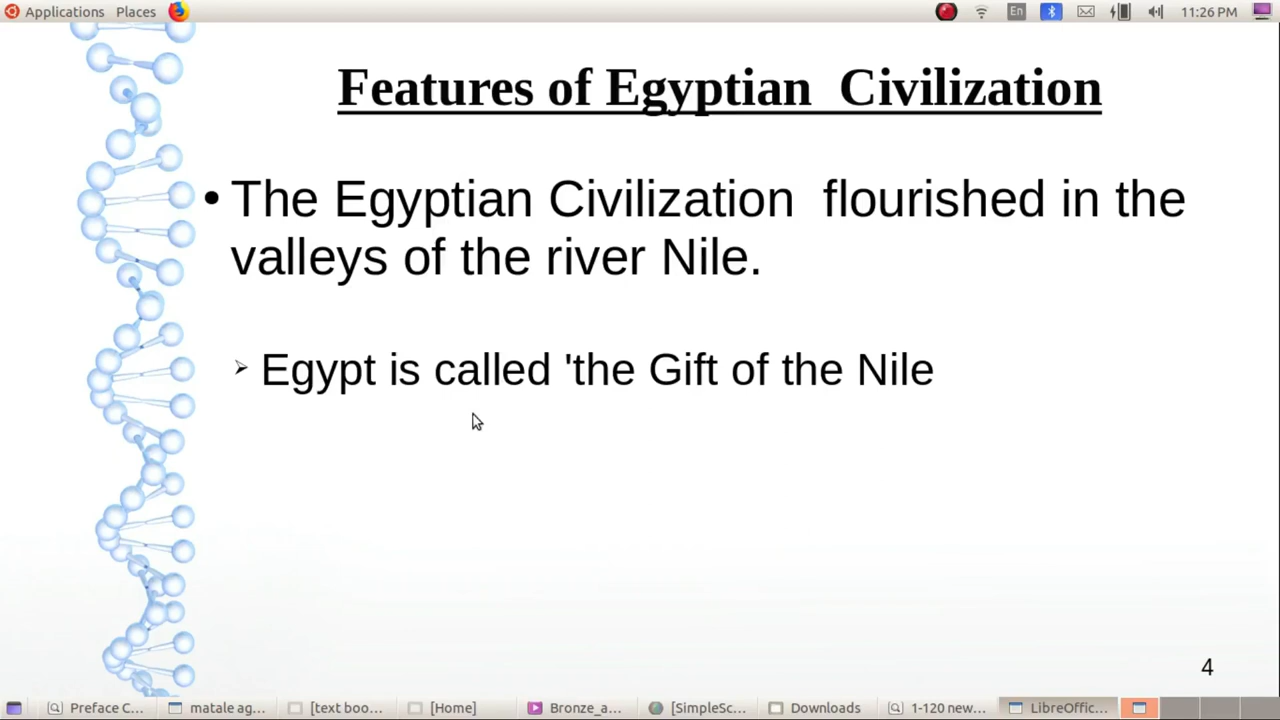 Applications Places En 11:26 PM
Features of Egyptian Civilization
• The Egyptian Civilization flourished in the
valleys of the river Nile.
➢ Egypt is called 'the Gift of the Nile
4
Preface C... matale ag... [text boo... [Home] Bronze_a... [SimpleSc... Downloads 1-120 new... LibreOffic...